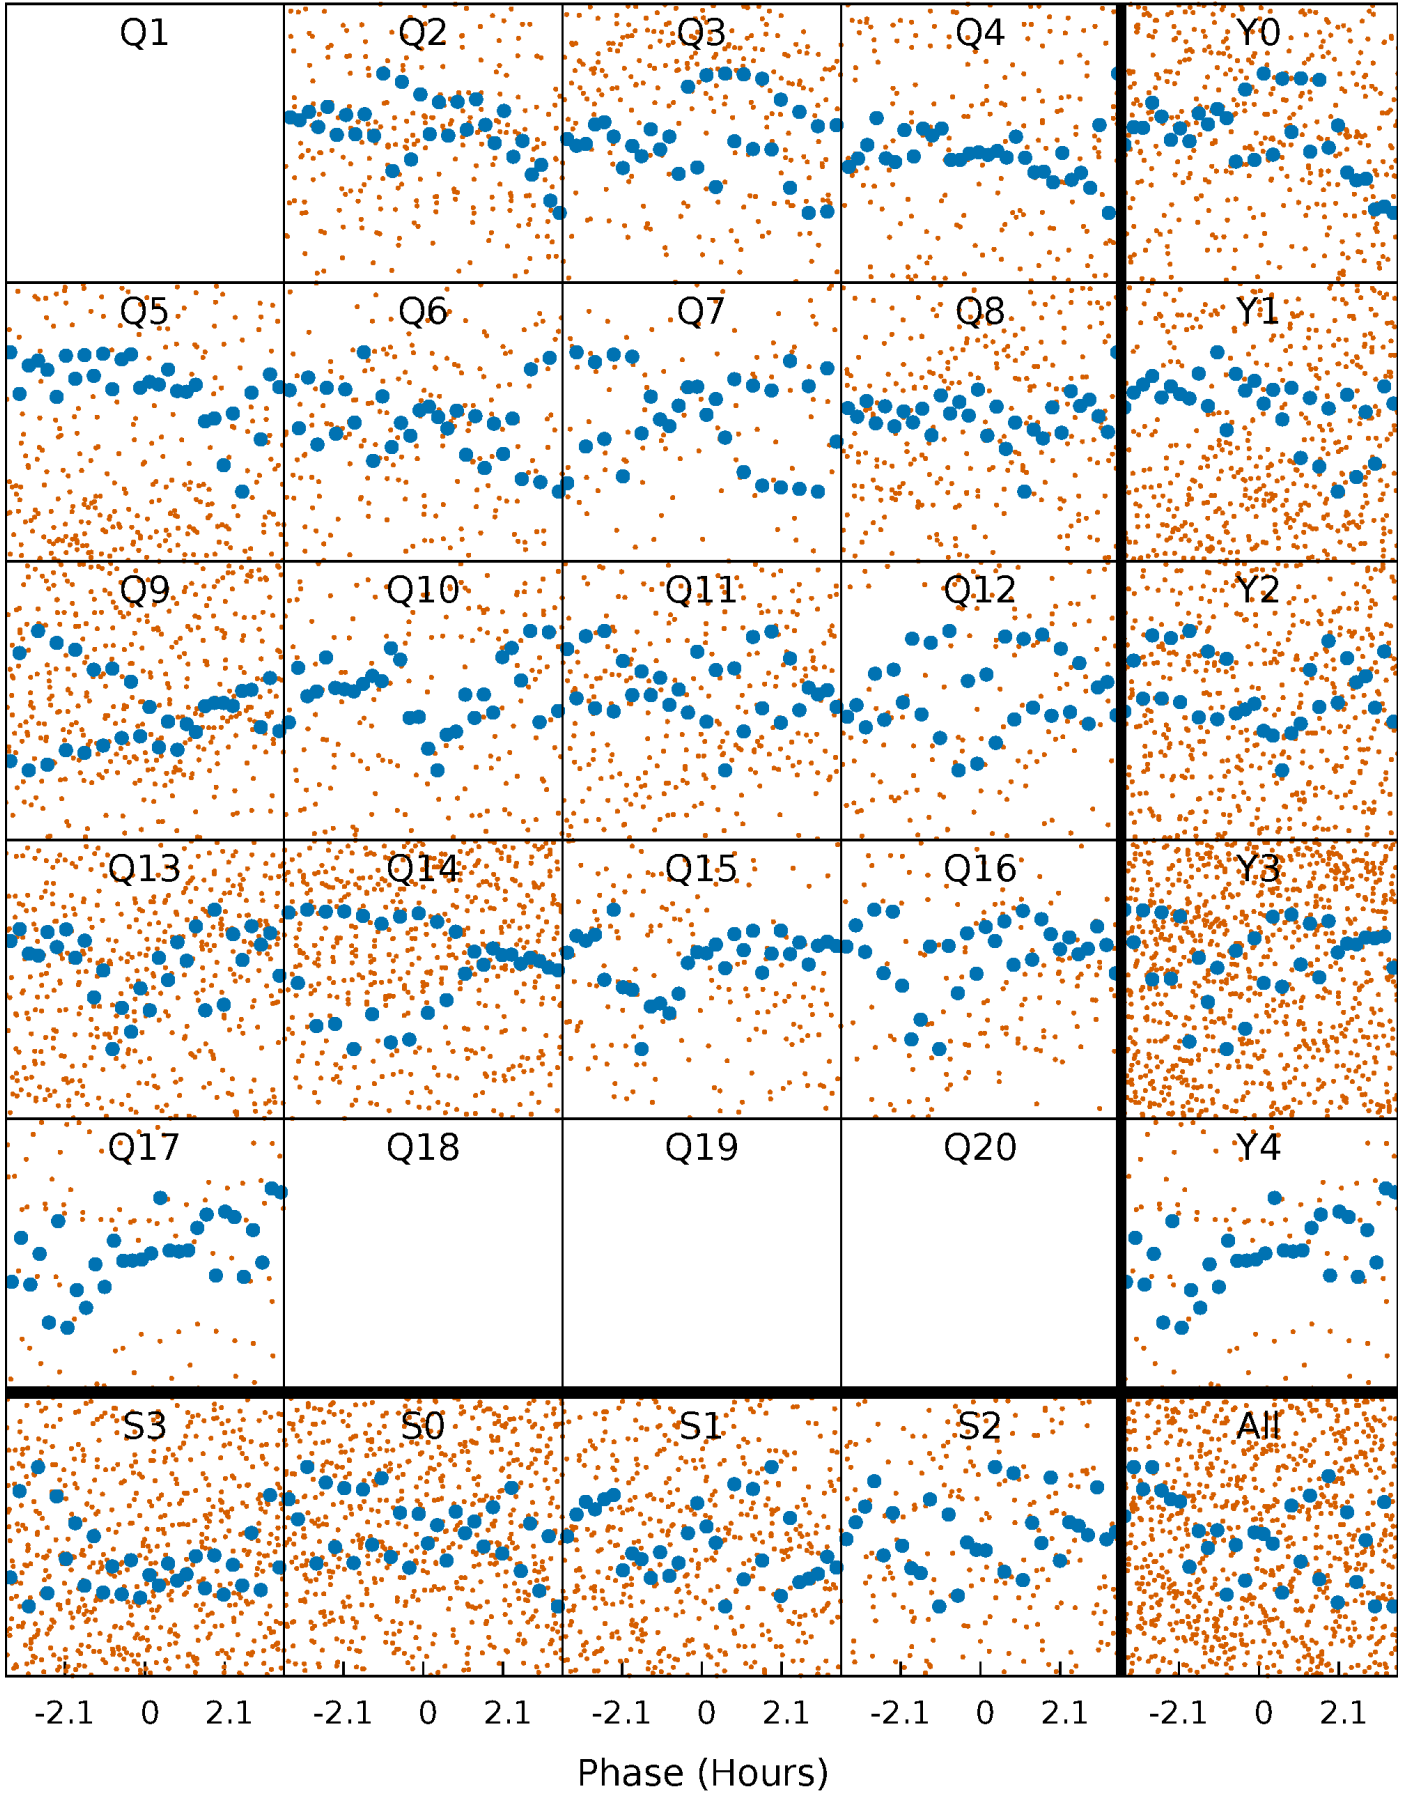 Q1 Q2 Q3 Q4 Y0
Q5 Q6 Q7 Q8 Y1
Q9 Q10 Q11 Q12 Y2
Q13 Q14 Q15 Q16 Y3
Q17 Q18 Q19 Q20 Y4
S3 S0 S1 S2 All
-2.1 0 2.1 -2.1 0 2.1 -2.1 0 2.1 -2.1 0 2.1 -2.1 0 2.1
Phase (Hours)